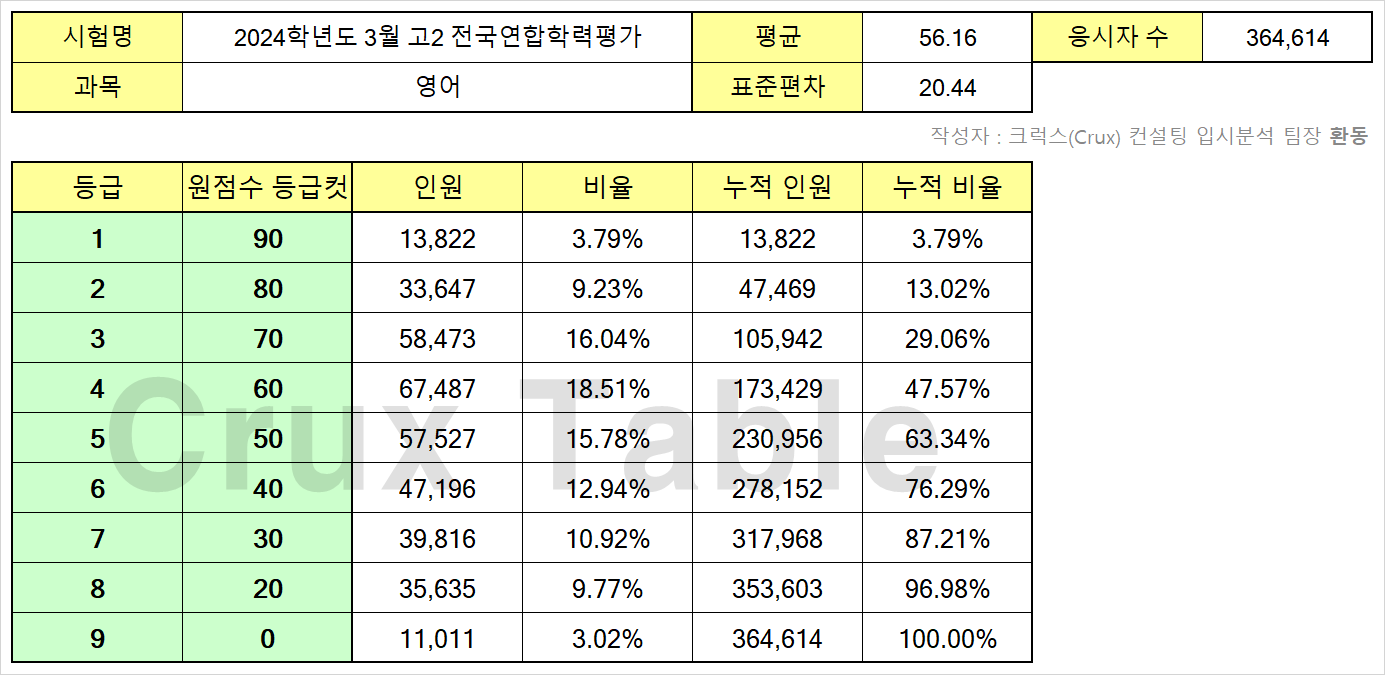 시험명 2024학년도 3월 고2 전국연합학력평가 평균 56.16 응시자 수 364,614
과목 영어 표준편차 20.44
작성자 : 크럭스(Crux) 컨설팅 입시분석 팀장 환동
등급 원점수 등급컷 인원 비율 누적 인원 누적 비율
1 90 13,822 3.79% 13,822 3.79%
2 80 33,647 9.23% 47,469 13.02%
3 70 58,473 16.04% 105,942 29.06%
4 60 67,487 18.51% 173,429 47.57%
5 50 57,527 15.78% 230,956 63.34%
6 40 47,196 12.94% 278,152 76.29%
7 30 39,816 10.92% 317,968 87.21%
8 20 35,635 9.77% 353,603 96.98%
9 0 11,011 3.02% 364,614 100.00%
Crux Table